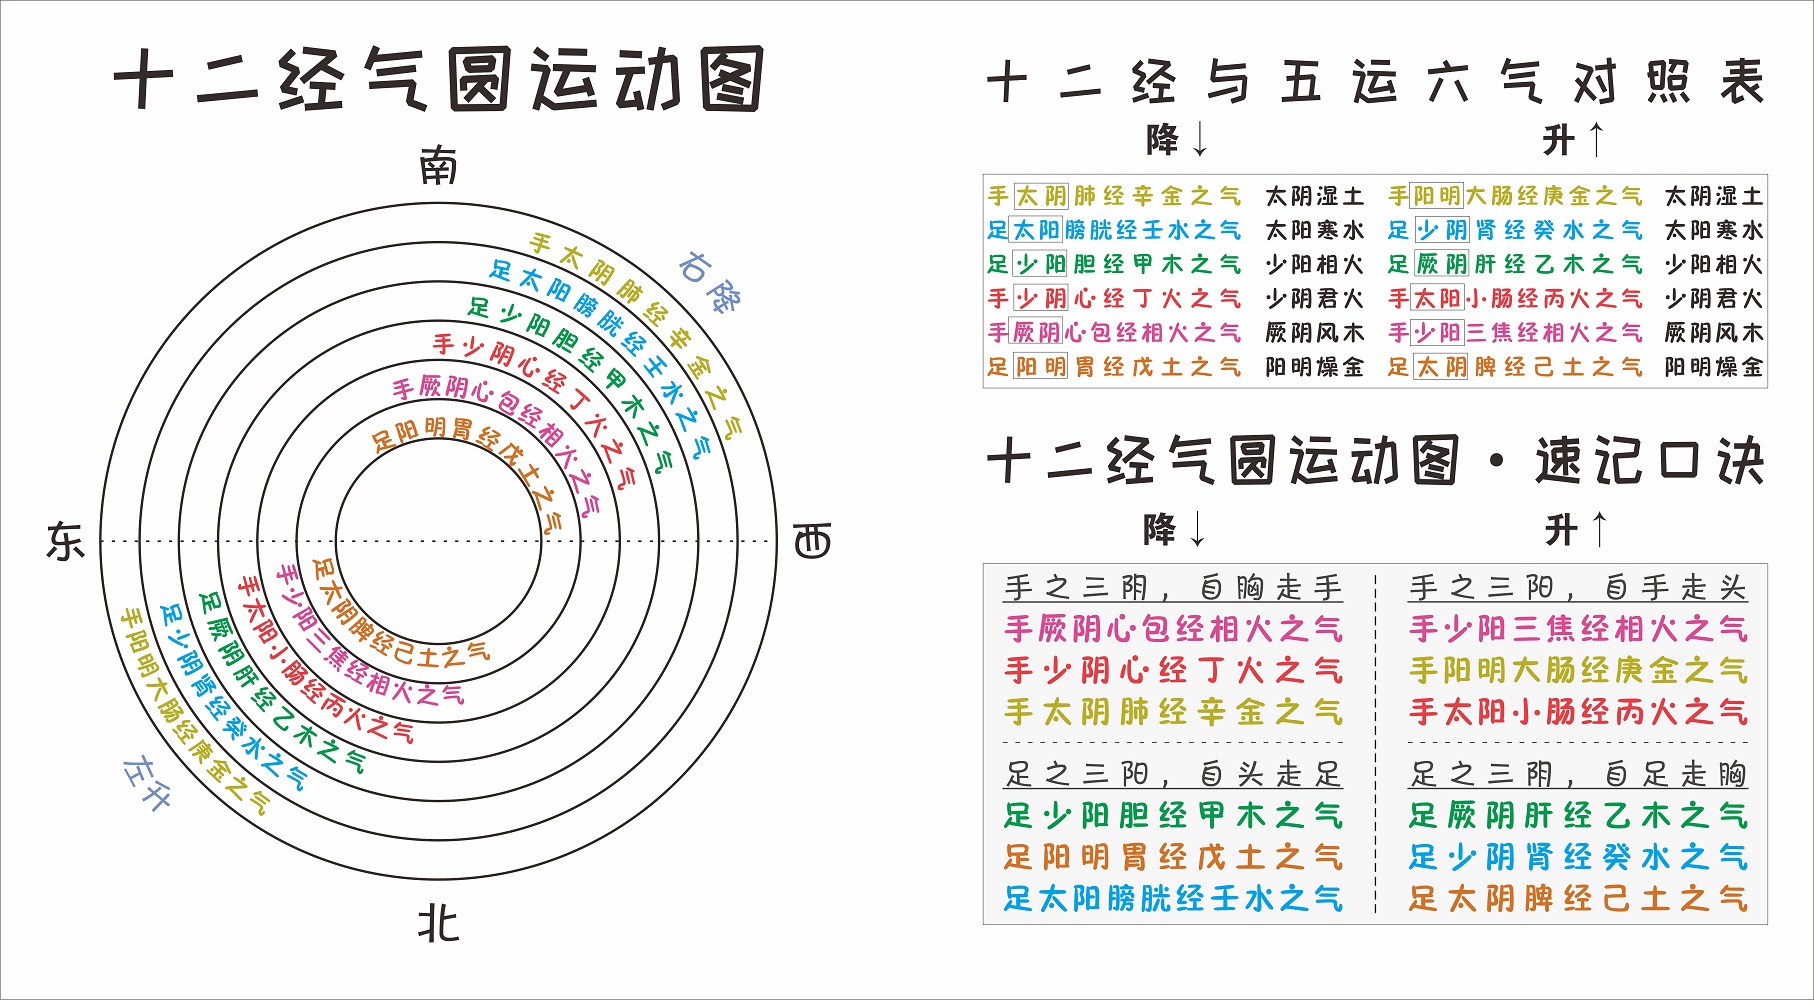 十二经气圆运动图
南
手太阴肺经辛金之气
足太阳膀胱经壬水之气
足少阳胆经甲木之气
手少阴心经丁火之气
手厥阴心包经相火之气
足阳明胃经戊土之气
右降
东
西
足太阴脾经己土之气
手少阳三焦经相火之气
手太阳小肠经丙火之气
足厥阴肝经乙木之气
足少阴肾经癸水之气
手阳明大肠经庚金之气
左升
北
十二经与五运六气对照表
降↓ 升↑
手太阴肺经辛金之气 太阴湿土 手阳明大肠经庚金之气 太阴湿土
足太阳膀胱经壬水之气 太阳寒水 足少阴肾经癸水之气 太阳寒水
足少阳胆经甲木之气 少阳相火 足厥阴肝经乙木之气 少阳相火
手少阴心经丁火之气 少阴君火 手太阳小肠经丙火之气 少阴君火
手厥阴心包经相火之气 厥阴风木 手少阳三焦经相火之气 厥阴风木
足阳明胃经戊土之气 阳明燥金 足太阴脾经己土之气 阳明燥金
十二经气圆运动图·速记口诀
降↓ 升↑
手之三阴，自胸走手 手之三阳，自手走头
手厥阴心包经相火之气 手少阳三焦经相火之气
手少阴心经丁火之气 手阳明大肠经庚金之气
手太阴肺经辛金之气 手太阳小肠经丙火之气
足之三阳，自头走足 足之三阴，自足走胸
足少阳胆经甲木之气 足厥阴肝经乙木之气
足阳明胃经戊土之气 足少阴肾经癸水之气
足太阳膀胱经壬水之气 足太阴脾经己土之气